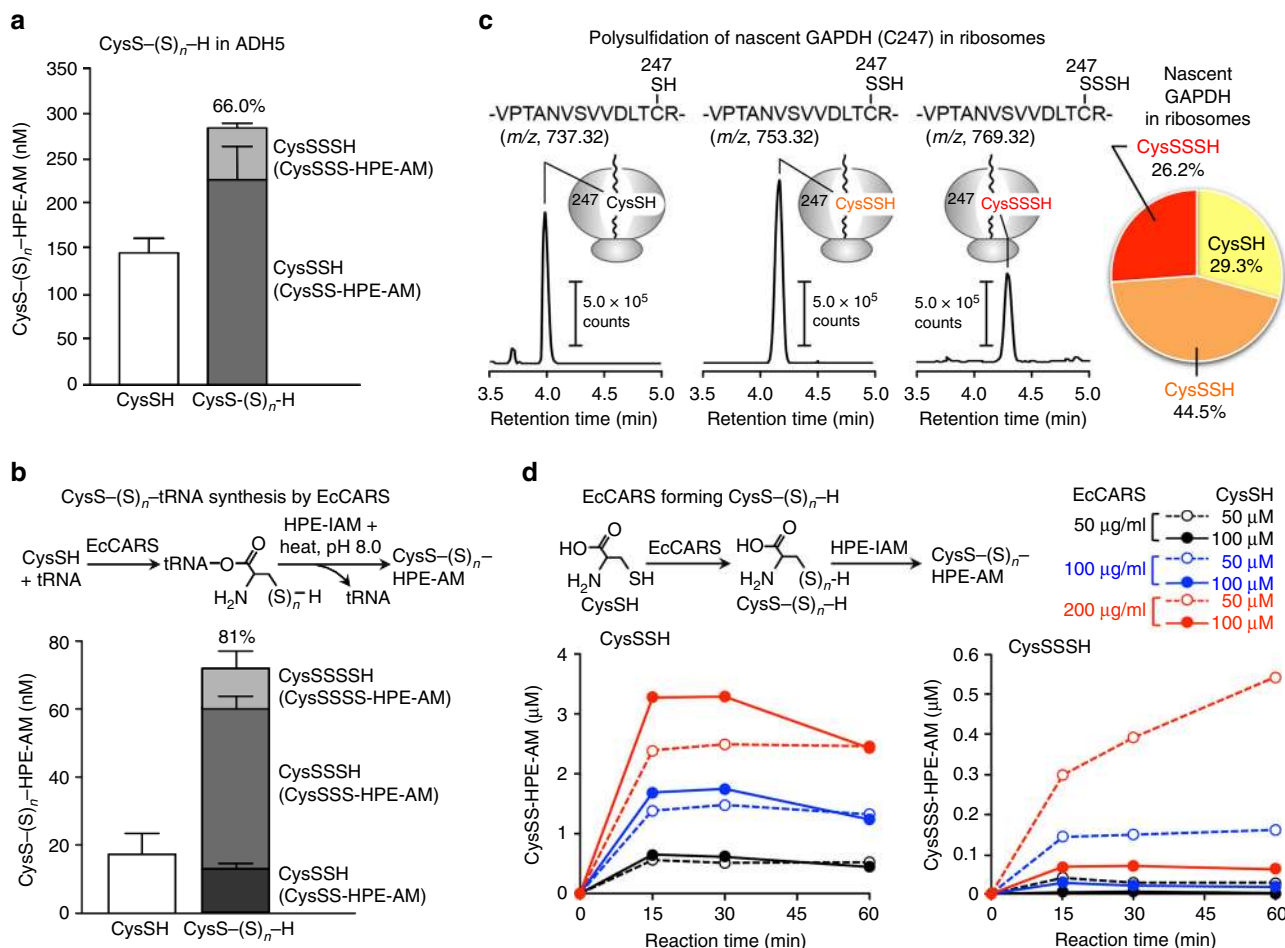 a
CysS–(S)n–H in ADH5
CysS–(S)n–HPE-AM (nM)
350
300
250
200
150
100
50
0
66.0%
CysSSSH
(CysSSS-HPE-AM)
CysSSH
(CysSS-HPE-AM)
CysSH
CysS-(S)n-H
c
Polysulfidation of nascent GAPDH (C247) in ribosomes
247
SH
-VPTANVSVVDLTCR-
(m/z, 737.32)
247 CysSH
5.0 × 10⁵
counts
3.5 4.0 4.5 5.0
Retention time (min)
247
SSH
-VPTANVSVVDLTCR-
(m/z, 753.32)
247 CysSSH
5.0 × 10⁵
counts
3.5 4.0 4.5 5.0
Retention time (min)
247
SSSH
-VPTANVSVVDLTCR-
(m/z, 769.32)
247 CysSSSH
5.0 × 10⁵
counts
3.5 4.0 4.5 5.0
Retention time (min)
Nascent
GAPDH
in ribosomes
CysSSSH
26.2%
CysSH
29.3%
CysSSH
44.5%
b
CysS–(S)n–tRNA synthesis by EcCARS
CysSH
+ tRNA
EcCARS
tRNA–O
O
H₂N
(S)n–H
HPE-IAM +
heat, pH 8.0
tRNA
CysS–(S)n–
HPE-AM
CysS–(S)n–HPE-AM (nM)
80
60
40
20
0
81%
CysSSSSH
(CysSSSS-HPE-AM)
CysSSSH
(CysSSS-HPE-AM)
CysSSH
(CysSS-HPE-AM)
CysSH
CysS–(S)n–H
d
EcCARS forming CysS–(S)n–H
O
HO
H₂N
SH
CysSH
EcCARS
O
HO
H₂N
(S)n–H
CysS–(S)n–H
HPE-IAM
CysS–(S)n–
HPE-AM
EcCARS CysSH
50 µg/ml 50 µM
100 µM
100 µg/ml 50 µM
100 µM
200 µg/ml 50 µM
100 µM
CysSSH
CysSS-HPE-AM (µM)
4
3
2
1
0
0 15 30 45 60
Reaction time (min)
CysSSSH
CysSSS-HPE-AM (µM)
0.6
0.5
0.4
0.3
0.2
0.1
0
0 15 30 45 60
Reaction time (min)